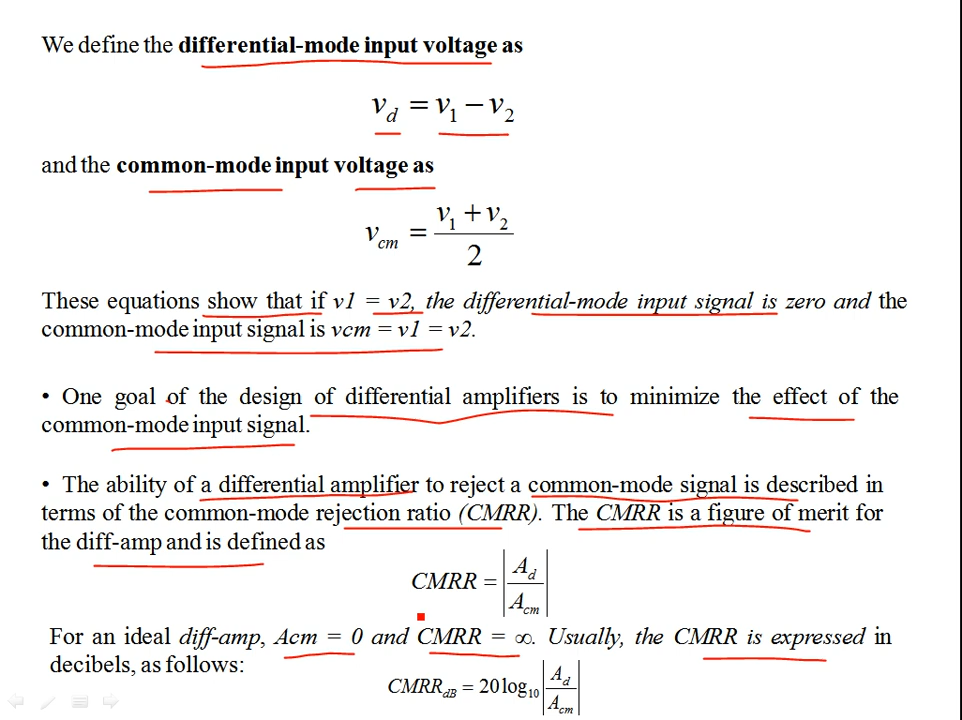 We define the differential-mode input voltage as
v_d = v_1 − v_2
and the common-mode input voltage as
v_cm = (v_1 + v_2) / 2
These equations show that if v1 = v2, the differential-mode input signal is zero and the
common-mode input signal is vcm = v1 = v2.
• One goal of the design of differential amplifiers is to minimize the effect of the
common-mode input signal.
• The ability of a differential amplifier to reject a common-mode signal is described in
terms of the common-mode rejection ratio (CMRR). The CMRR is a figure of merit for
the diff-amp and is defined as
CMRR = |A_d / A_cm|
For an ideal diff-amp, Acm = 0 and CMRR = ∞. Usually, the CMRR is expressed in
decibels, as follows:
CMRR_dB = 20 log_10 |A_d / A_cm|